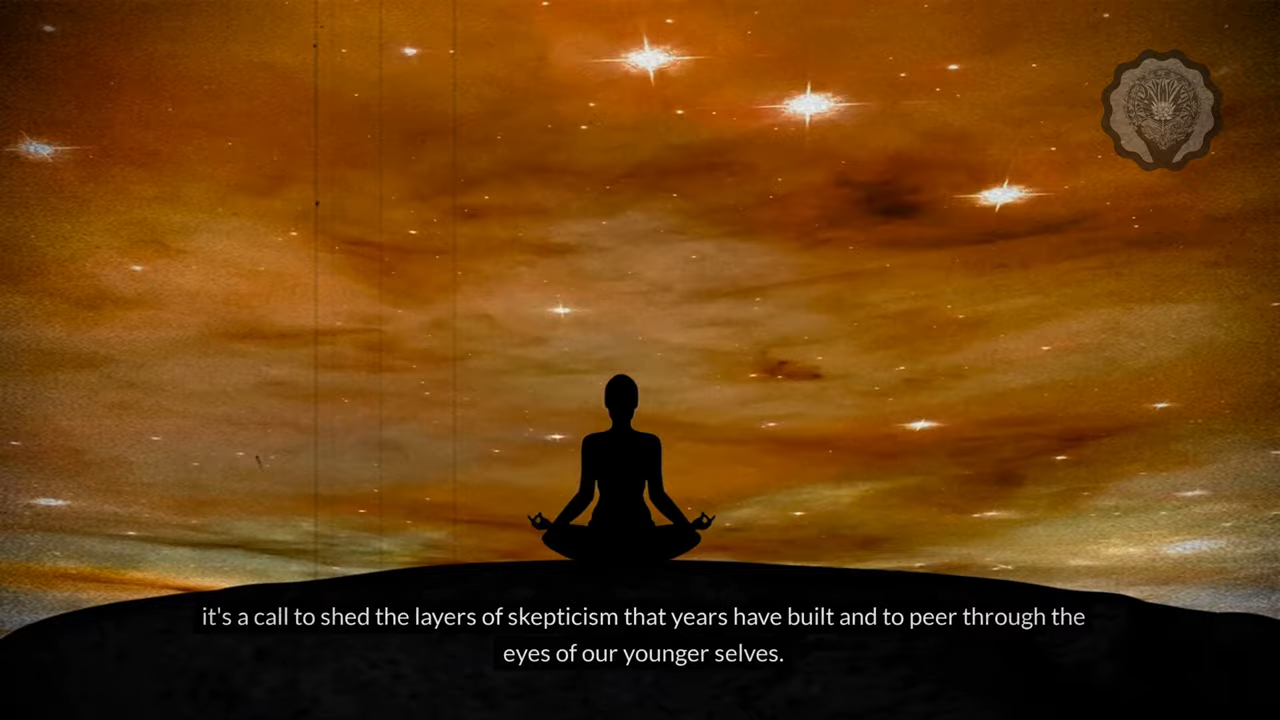 it's a call to shed the layers of skepticism that years have built and to peer through the
eyes of our younger selves.